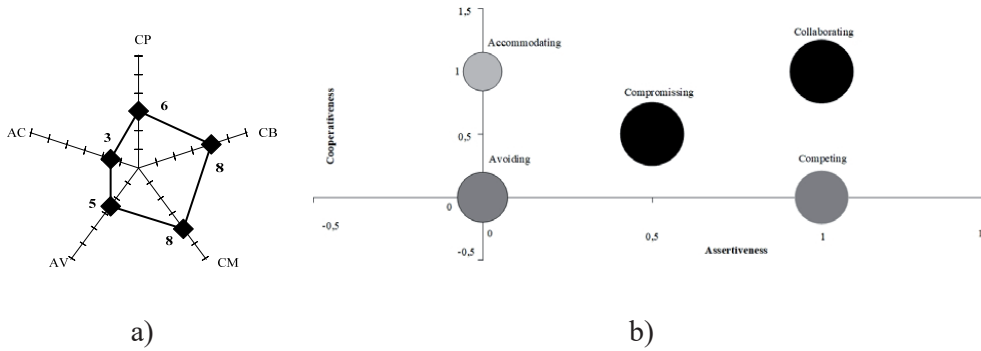 CP
6
AC
3
CB
8
5
8
AV
CM
a)
1,5
Accommodating
Collaborating
1
Compromissing
Cooperativeness
0,5
Avoiding
Competing
0
-0,5
0
0,5
1
-0,5
Assertiveness
b)